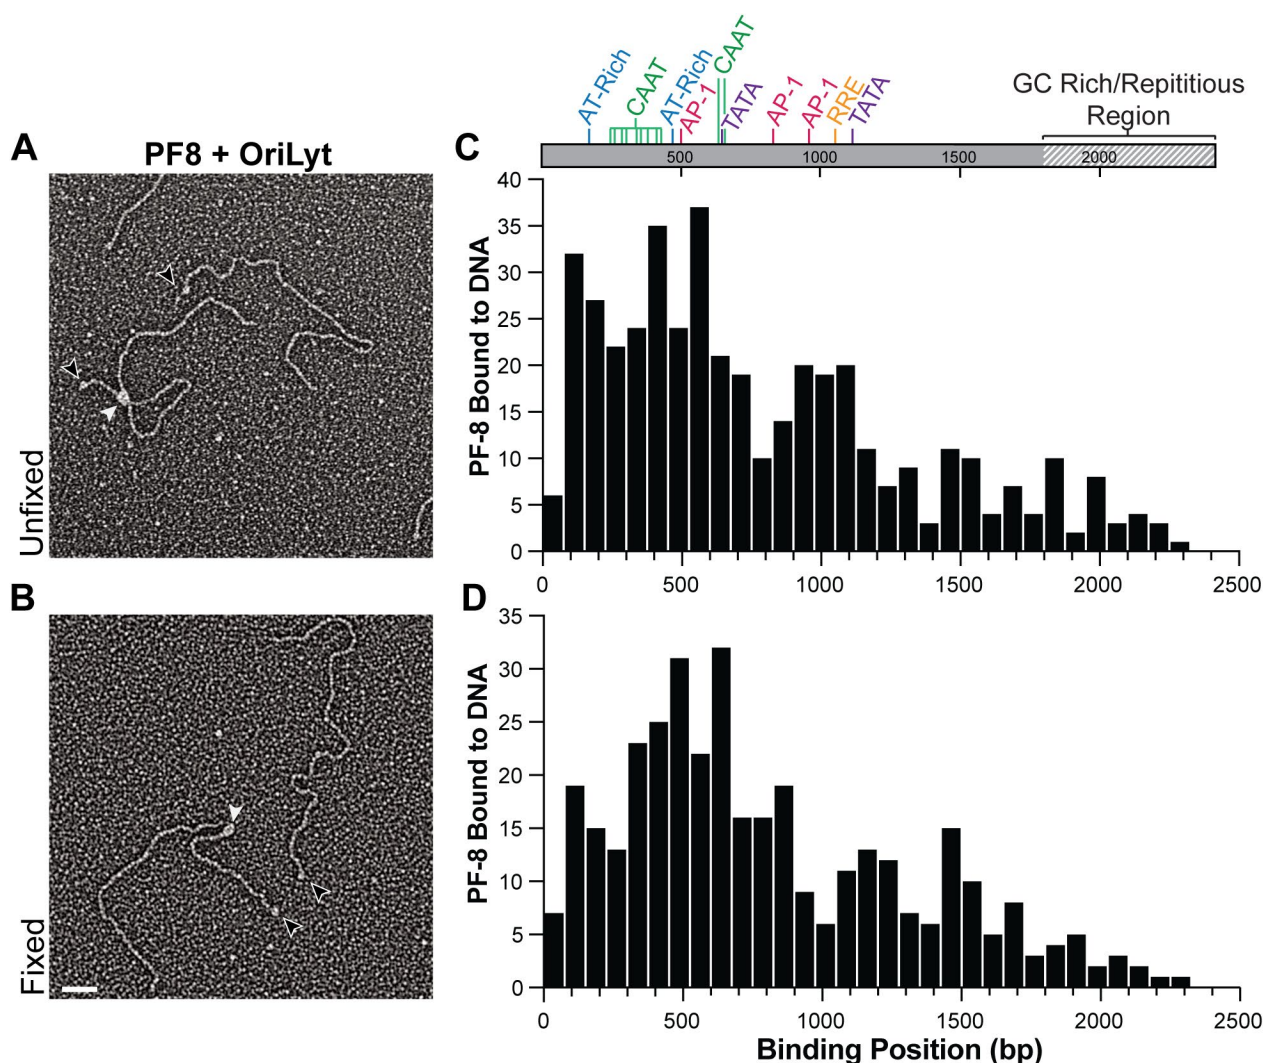 A
PF8 + OriLyt
Unfixed
B
Fixed
C
AT-Rich
CAAT
AT-Rich
AP-1
CAAT
TATA
AP-1
AP-1
RRE
TATA
GC Rich/Repititious
Region
500
1000
1500
2000
PF-8 Bound to DNA
40
35
30
25
20
15
10
5
0
0
500
1000
1500
2000
2500
D
PF-8 Bound to DNA
35
30
25
20
15
10
5
0
0
500
1000
1500
2000
2500
Binding Position (bp)